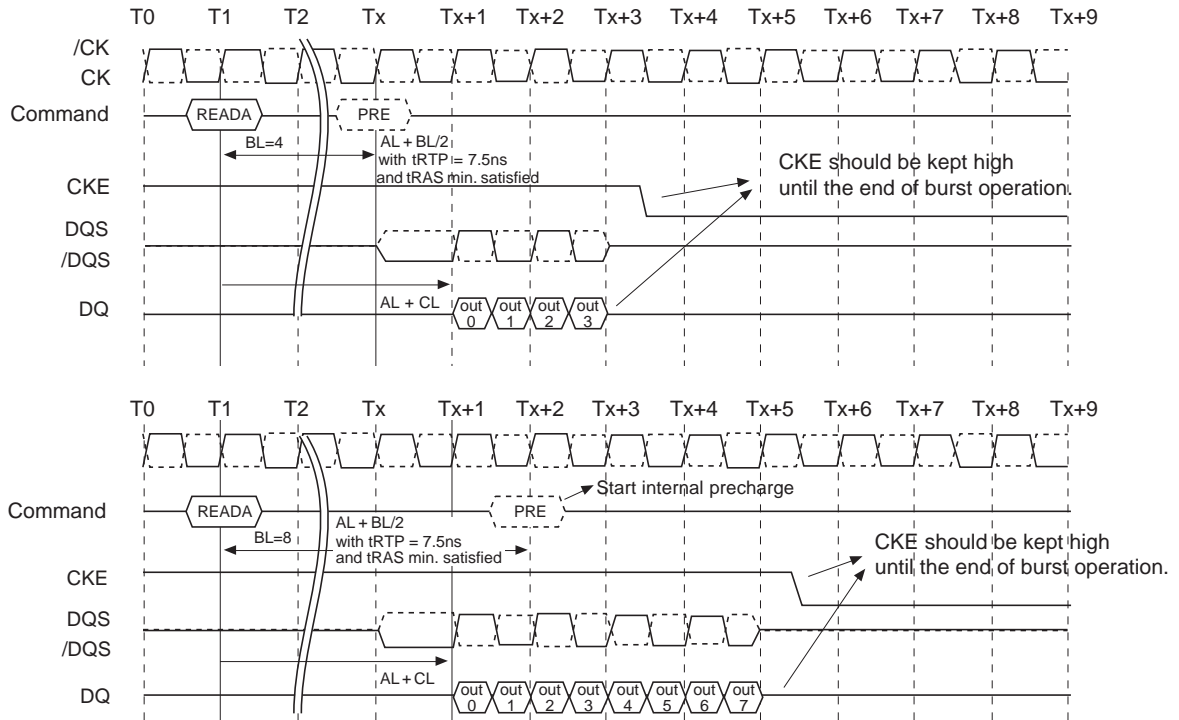 T0 T1 T2 Tx Tx+1 Tx+2 Tx+3 Tx+4 Tx+5 Tx+6 Tx+7 Tx+8 Tx+9
/CK
CK
Command READA PRE
BL=4 AL + BL/2
with tRTP = 7.5ns
and tRAS min. satisfied
CKE should be kept high
until the end of burst operation.
CKE
DQS
/DQS
AL + CL
DQ out 0 out 1 out 2 out 3
T0 T1 T2 Tx Tx+1 Tx+2 Tx+3 Tx+4 Tx+5 Tx+6 Tx+7 Tx+8 Tx+9
Start internal precharge
Command READA PRE
BL=8 AL + BL/2
with tRTP = 7.5ns
and tRAS min. satisfied
CKE should be kept high
until the end of burst operation.
CKE
DQS
/DQS
AL + CL
DQ out 0 out 1 out 2 out 3 out 4 out 5 out 6 out 7